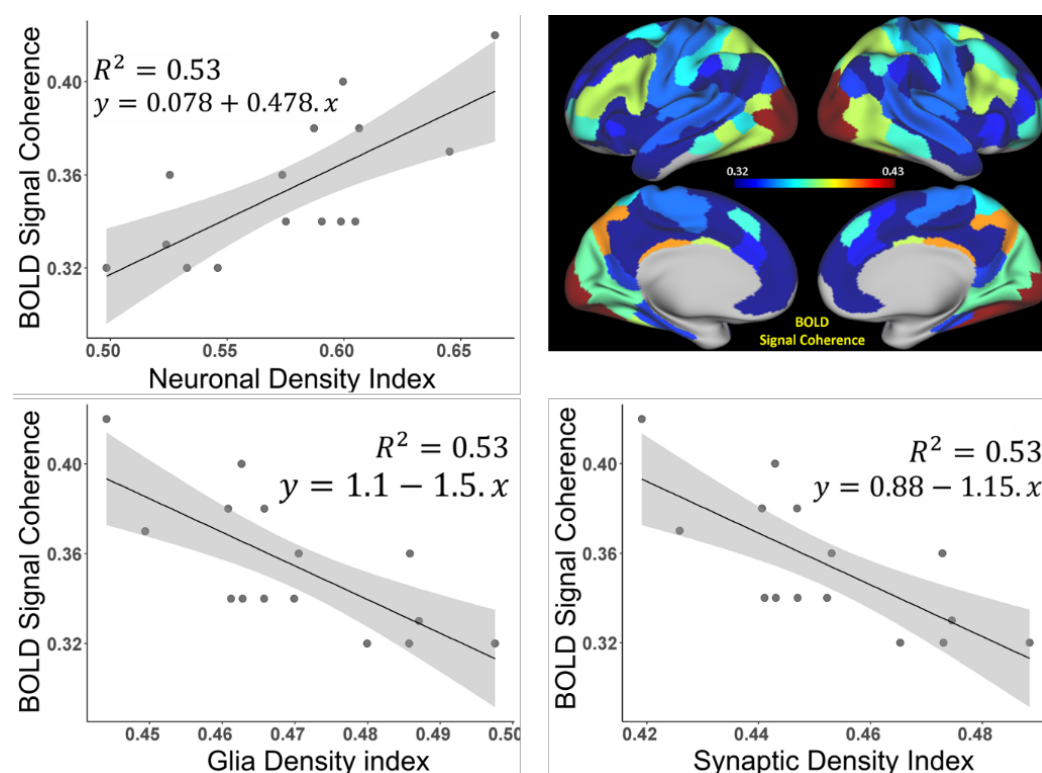 BOLD Signal Coherence
R² = 0.53
y = 0.078 + 0.478.x
0.40
0.36
0.32
0.50
0.55
0.60
0.65
Neuronal Density Index
0.32
0.43
BOLD
Signal Coherence
BOLD Signal Coherence
R² = 0.53
y = 1.1 − 1.5.x
0.40
0.36
0.32
0.45
0.46
0.47
0.48
0.49
0.50
Glia Density index
BOLD Signal Coherence
R² = 0.53
y = 0.88 − 1.15.x
0.40
0.36
0.32
0.42
0.44
0.46
0.48
Synaptic Density Index